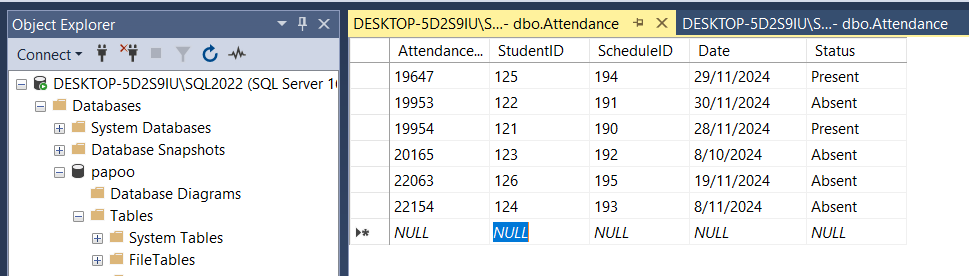 Object Explorer
Connect
DESKTOP-5D2S9IU\SQL2022 (SQL Server 16
Databases
System Databases
Database Snapshots
papoo
Database Diagrams
Tables
System Tables
FileTables
DESKTOP-5D2S9IU\S...- dbo.Attendance
DESKTOP-5D2S9IU\S...- dbo.Attendance
Attendance... StudentID ScheduleID Date Status
19647 125 194 29/11/2024 Present
19953 122 191 30/11/2024 Absent
19954 121 190 28/11/2024 Present
20165 123 192 8/10/2024 Absent
22063 126 195 19/11/2024 Absent
22154 124 193 8/11/2024 Absent
NULL NULL NULL NULL NULL